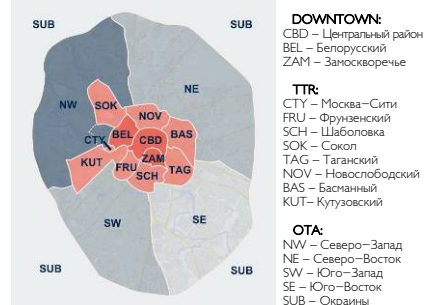 SUB
SUB
NE
NW
SOK
NOV
CTY
BEL
CBD
BAS
ZAM
KUT
FRU
TAG
SCH
SW
SE
SUB
SUB
DOWNTOWN:
CBD – Центральный район
BEL – Белорусский
ZAM – Замоскворечье
TTR:
CTY – Москва–Сити
FRU – Фрунзенский
SCH – Шаболовка
SOK – Сокол
TAG – Таганский
NOV – Новослободский
BAS – Басманный
KUT– Кутузовский
OTA:
NW – Северо–Запад
NE – Северо–Восток
SW – Юго–Запад
SE – Юго–Восток
SUB – Окраины